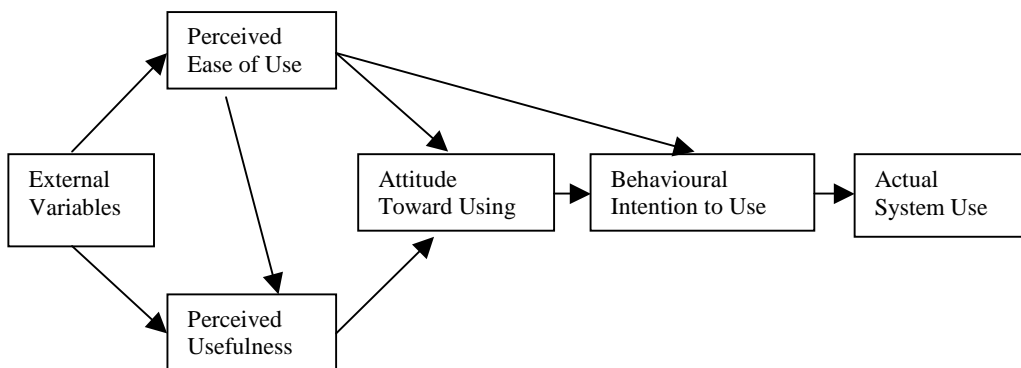 Perceived
Ease of Use
External
Variables
Attitude
Toward Using
Behavioural
Intention to Use
Actual
System Use
Perceived
Usefulness